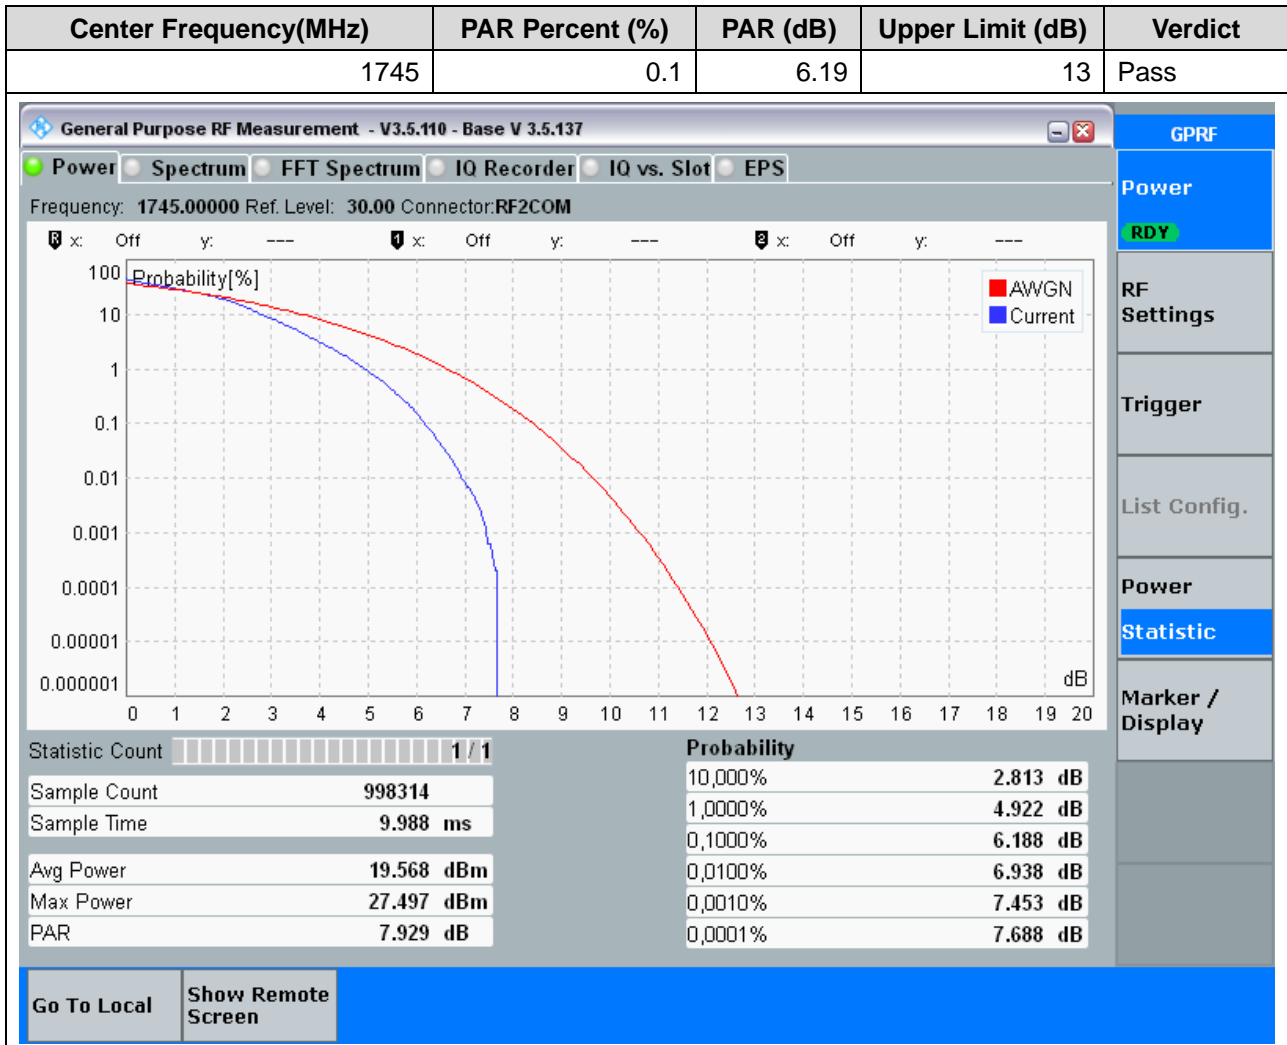 Center Frequency(MHz) PAR Percent (%) PAR (dB) Upper Limit (dB) Verdict
1745 0.1 6.19 13 Pass
General Purpose RF Measurement - V3.5.110 - Base V 3.5.137
GPRF
Power Spectrum FFT Spectrum IQ Recorder IQ vs. Slot EPS
Power
RDY
Frequency: 1745.00000 Ref. Level: 30.00 Connector:RF2COM
R x: Off y: --- 1 x: Off y: --- 2 x: Off y: ---
Probability[%]
100
10
1
0.1
0.01
0.001
0.0001
0.00001
0.000001
AWGN
Current
dB
0 1 2 3 4 5 6 7 8 9 10 11 12 13 14 15 16 17 18 19 20
RF
Settings
Trigger
List Config.
Power
Statistic
Marker /
Display
Statistic Count 1 / 1
Sample Count 998314
Sample Time 9.988 ms
Avg Power 19.568 dBm
Max Power 27.497 dBm
PAR 7.929 dB
Probability
10,000% 2.813 dB
1,0000% 4.922 dB
0,1000% 6.188 dB
0,0100% 6.938 dB
0,0010% 7.453 dB
0,0001% 7.688 dB
Go To Local
Show Remote
Screen